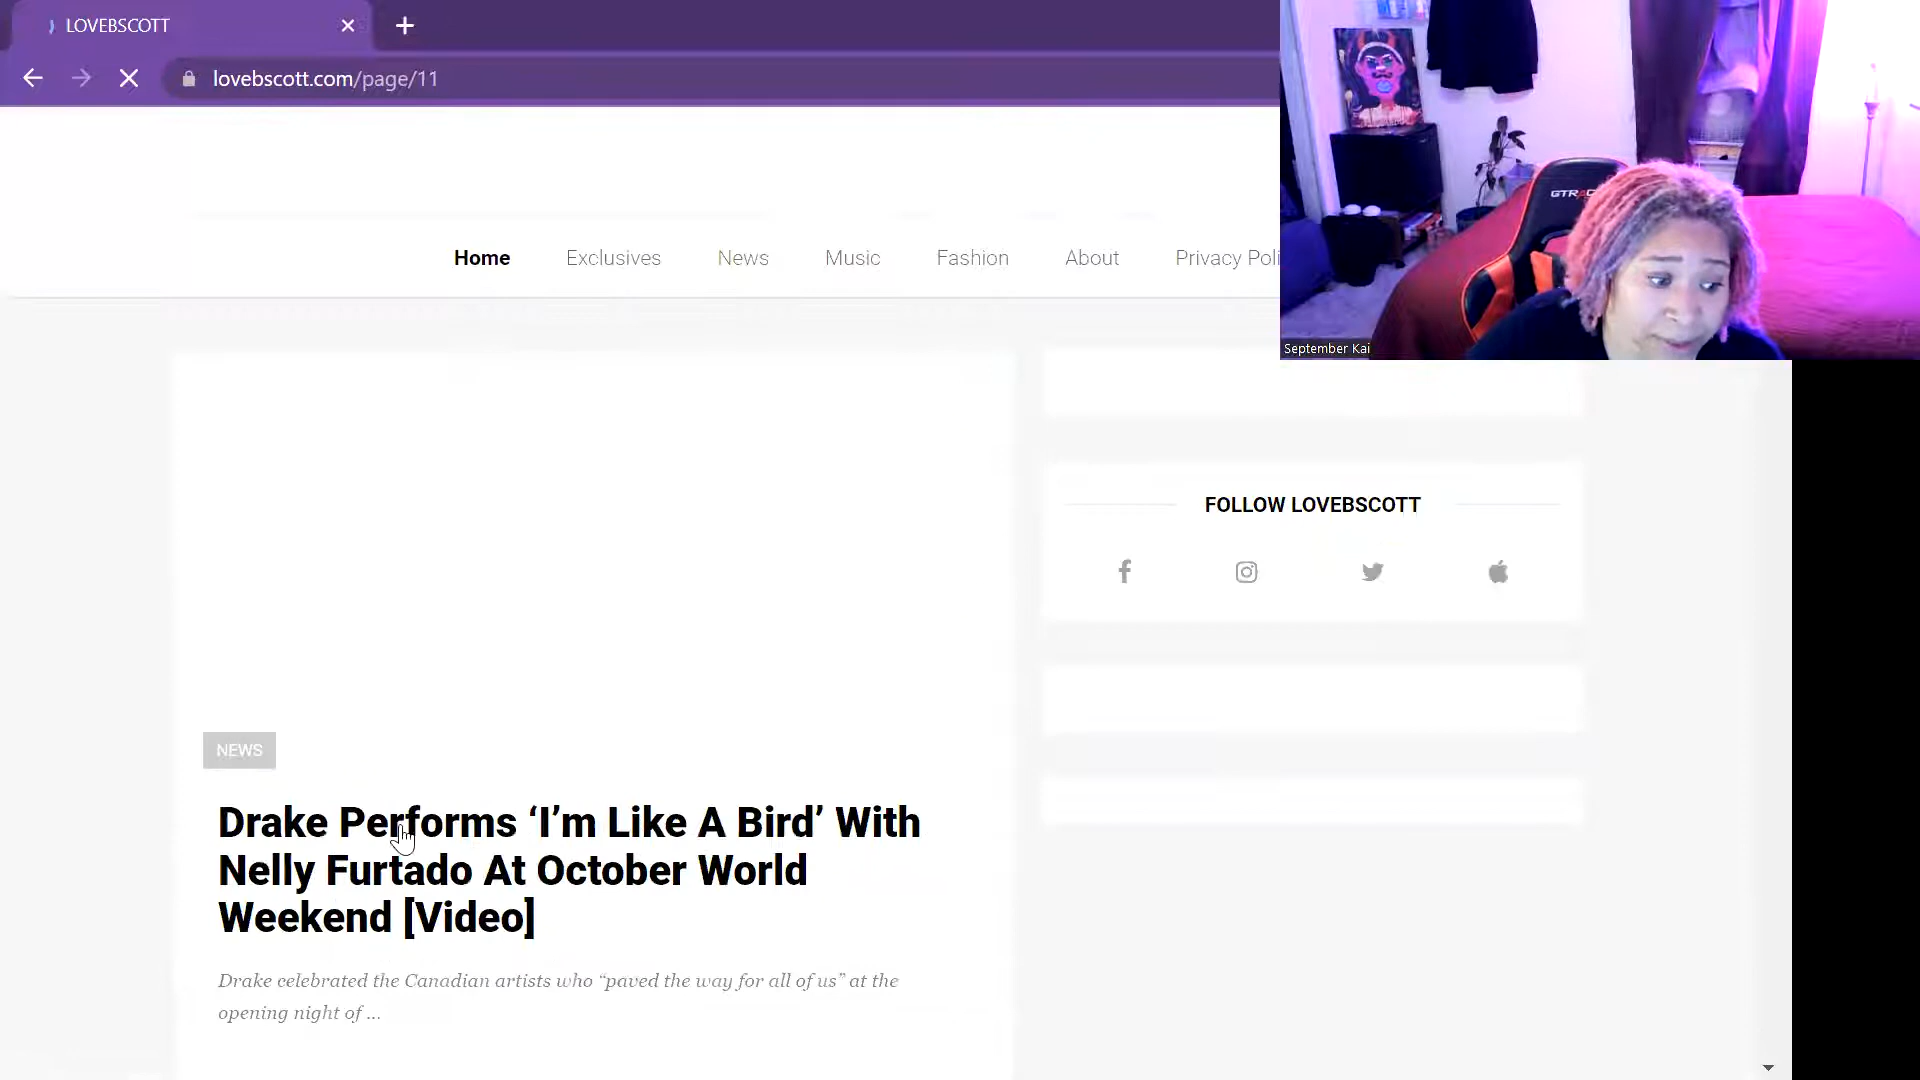 LOVEBSCOTT
lovebscott.com/page/11
Home Exclusives News Music Fashion About Privacy Poli
September Kai
FOLLOW LOVEBSCOTT
NEWS
Drake Performs ‘I’m Like A Bird’ With
Nelly Furtado At October World
Weekend [Video]
Drake celebrated the Canadian artists who “paved the way for all of us” at the
opening night of ...